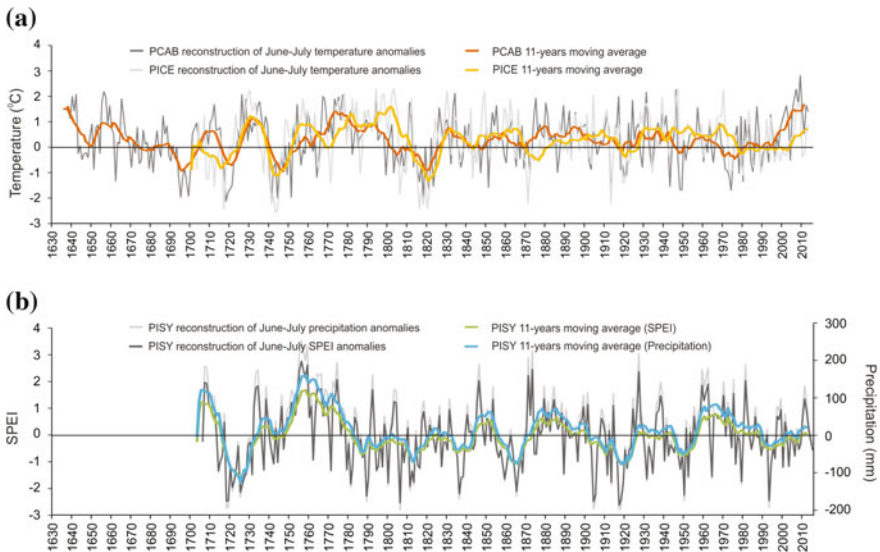 (a)
PCAB reconstruction of June-July temperature anomalies
PICE reconstruction of June-July temperature anomalies
PCAB 11-years moving average
PICE 11-years moving average
Temperature (⁰C)
4
3
2
1
0
-1
-2
-3
1630 1640 1650 1660 1670 1680 1690 1700 1710 1720 1730 1740 1750 1760 1770 1780 1790 1800 1810 1820 1830 1840 1850 1860 1870 1880 1890 1900 1910 1920 1930 1940 1950 1960 1970 1980 1990 2000 2010
(b)
PISY reconstruction of June-July precipitation anomalies
PISY reconstruction of June-July SPEI anomalies
PISY 11-years moving average (SPEI)
PISY 11-years moving average (Precipitation)
SPEI
4
3
2
1
0
-1
-2
-3
300
200
100
0
-100
-200
Precipitation (mm)
1630 1640 1650 1660 1670 1680 1690 1700 1710 1720 1730 1740 1750 1760 1770 1780 1790 1800 1810 1820 1830 1840 1850 1860 1870 1880 1890 1900 1910 1920 1930 1940 1950 1960 1970 1980 1990 2000 2010